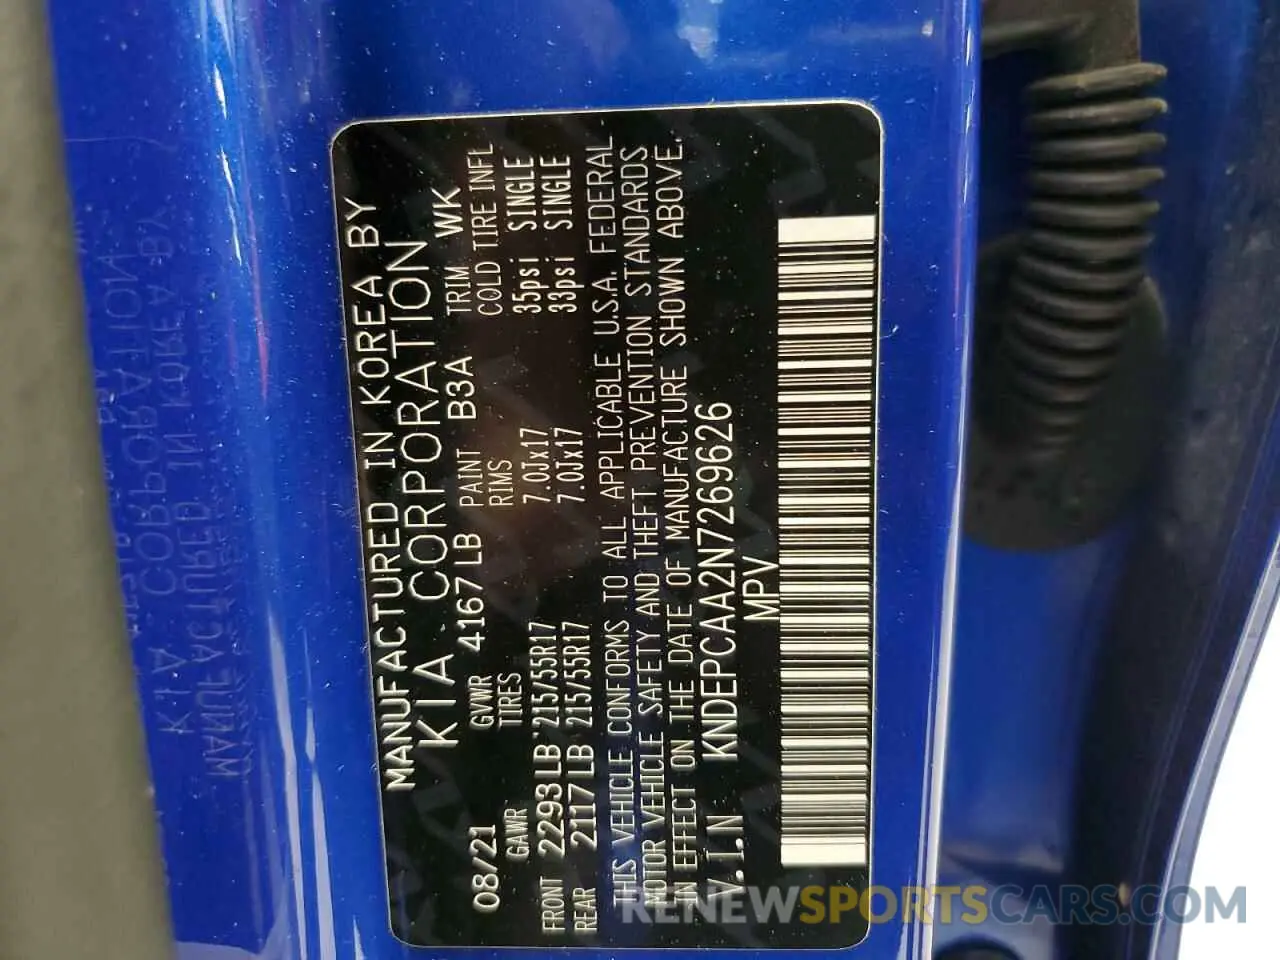 MANUFACTURED IN KOREA BY
KIA CORPORATION
08/21 GVWR 4167 LB PAINT B3A TRIM WK
GAWR TIRES RIMS COLD TIRE INFL
FRONT 2293 LB 215/55R17 7.0Jx17 35psi SINGLE
REAR 2117 LB 215/55R17 7.0Jx17 33psi SINGLE
THIS VEHICLE CONFORMS TO ALL APPLICABLE U.S.A. FEDERAL
MOTOR VEHICLE SAFETY AND THEFT PREVENTION STANDARDS
IN EFFECT ON THE DATE OF MANUFACTURE SHOWN ABOVE.
V.I.N KNDEPCAA2N7269626
MPV
RENEWSPORTSCARS.COM